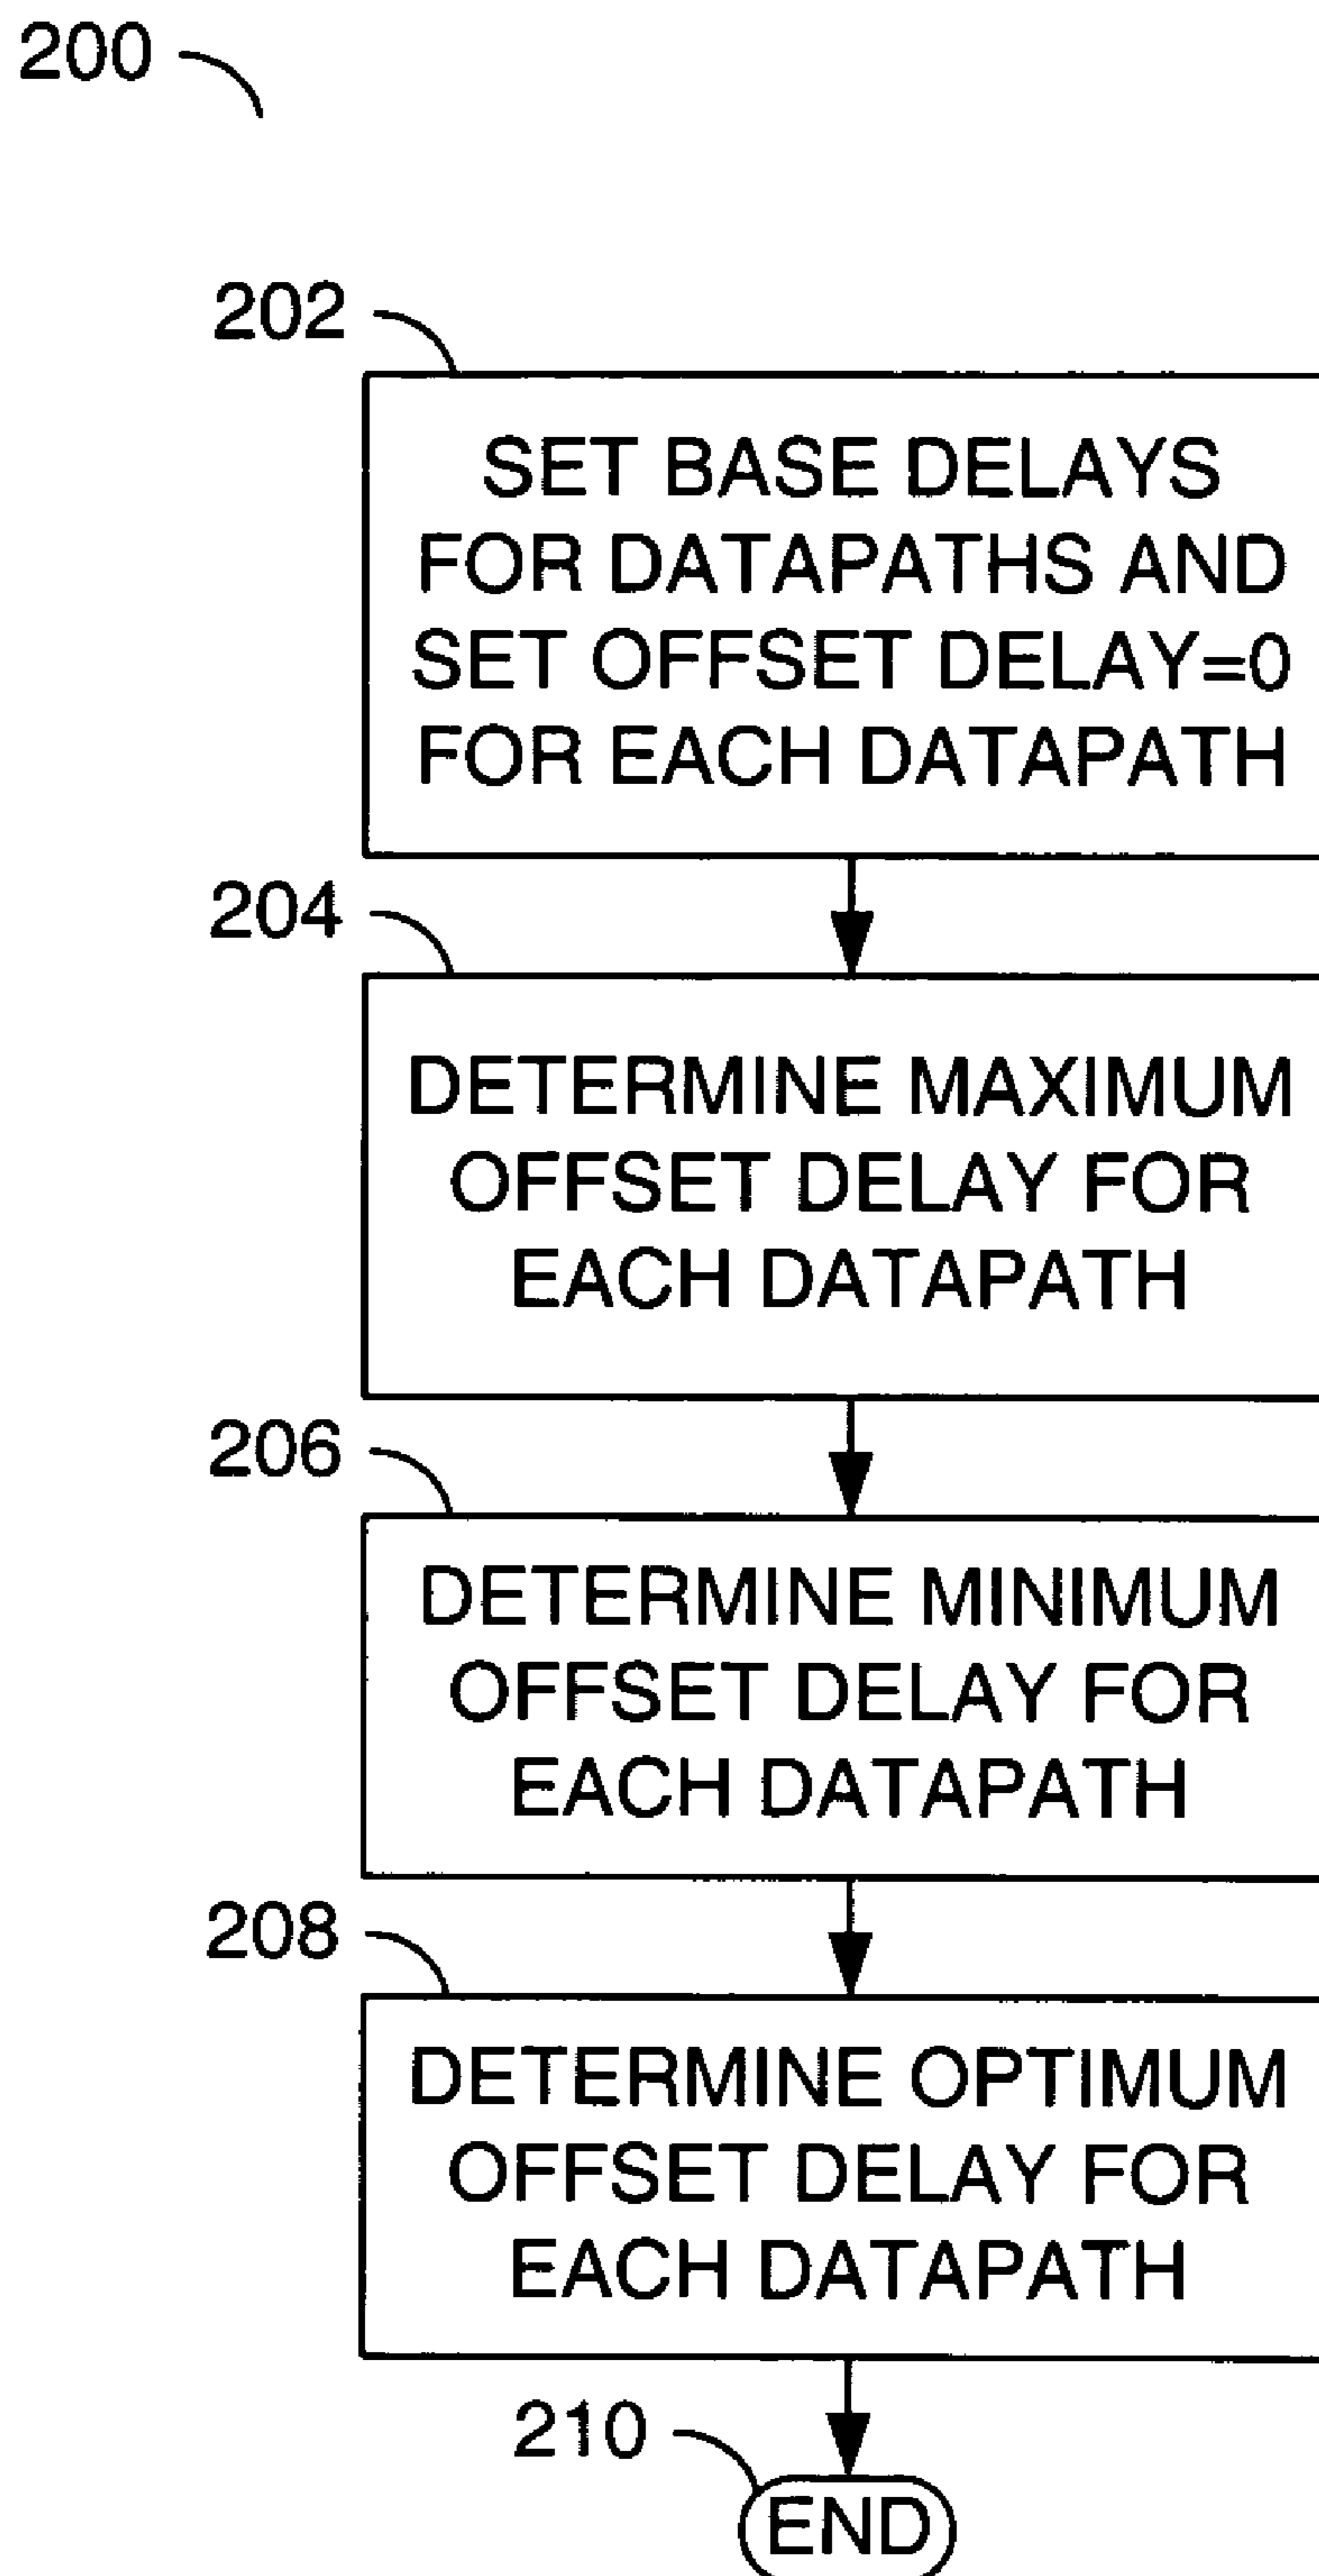 200
202
SET BASE DELAYS
FOR DATAPATHS AND
SET OFFSET DELAY=0
FOR EACH DATAPATH
204
DETERMINE MAXIMUM
OFFSET DELAY FOR
EACH DATAPATH
206
DETERMINE MINIMUM
OFFSET DELAY FOR
EACH DATAPATH
208
DETERMINE OPTIMUM
OFFSET DELAY FOR
EACH DATAPATH
210
END